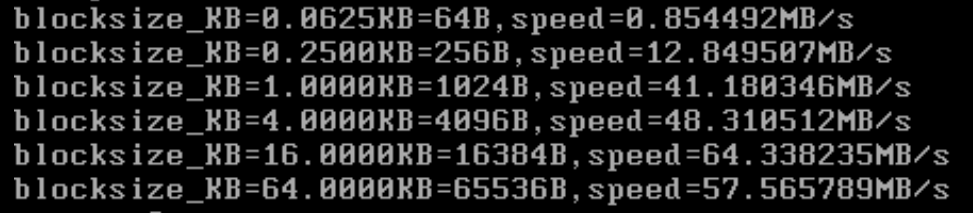 blocksize_KB=0.0625KB=64B,speed=0.854492MB/s
blocksize_KB=0.2500KB=256B,speed=12.849507MB/s
blocksize_KB=1.0000KB=1024B,speed=41.180346MB/s
blocksize_KB=4.0000KB=4096B,speed=48.310512MB/s
blocksize_KB=16.0000KB=16384B,speed=64.338235MB/s
blocksize_KB=64.0000KB=65536B,speed=57.565789MB/s